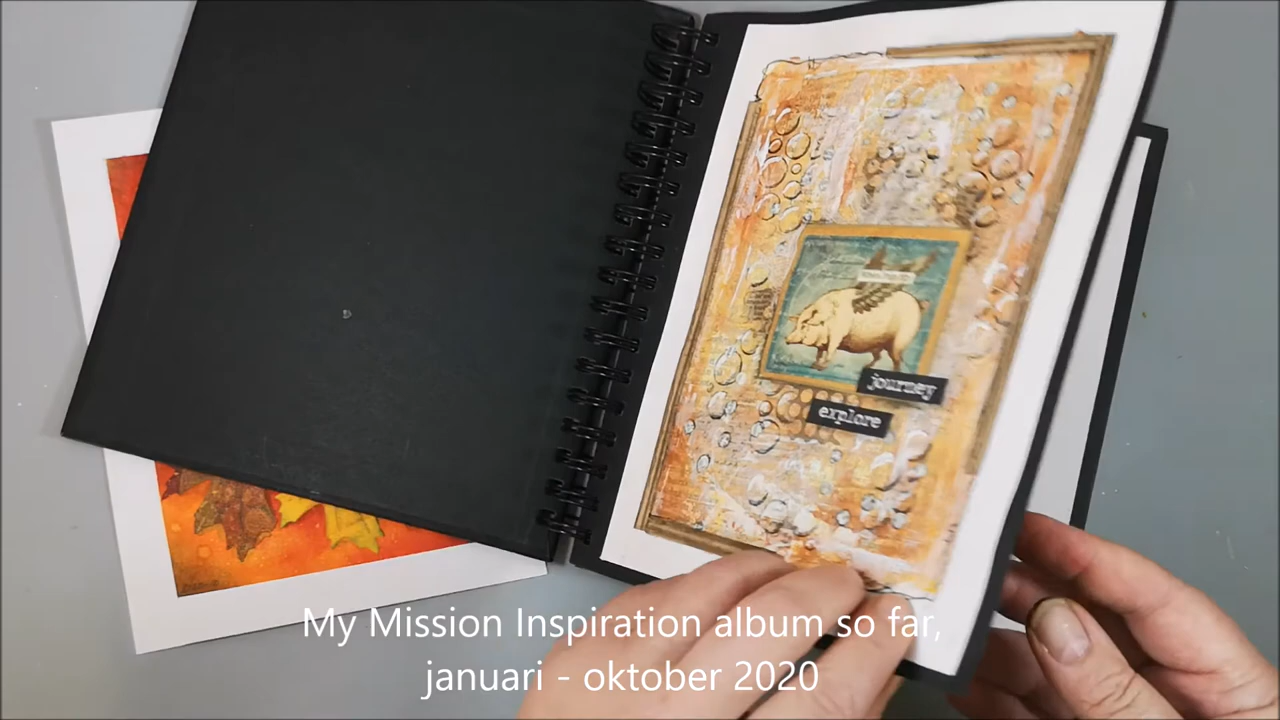 journey
explore
My Mission Inspiration album so far,
januari - oktober 2020